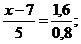 (x−7)/5 = 1,6/0,8;